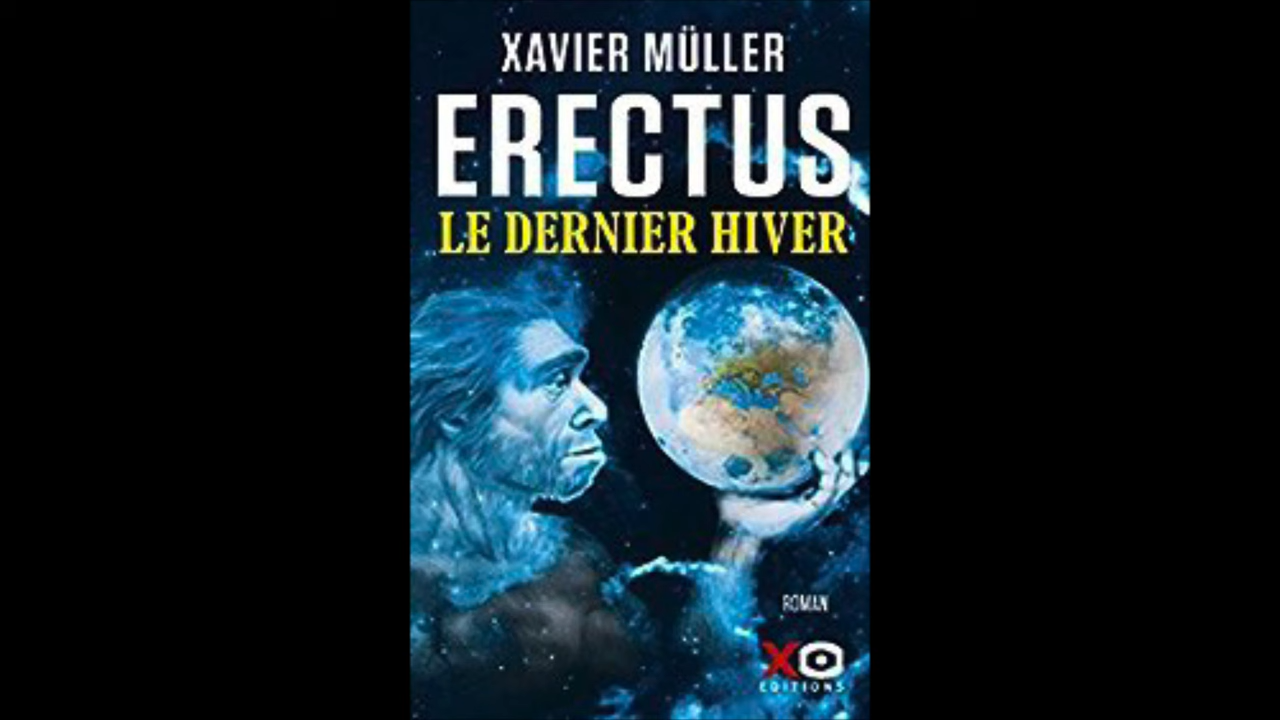 XAVIER MÜLLER
ERECTUS
LE DERNIER HIVER
ROMAN
XO
EDITIONS